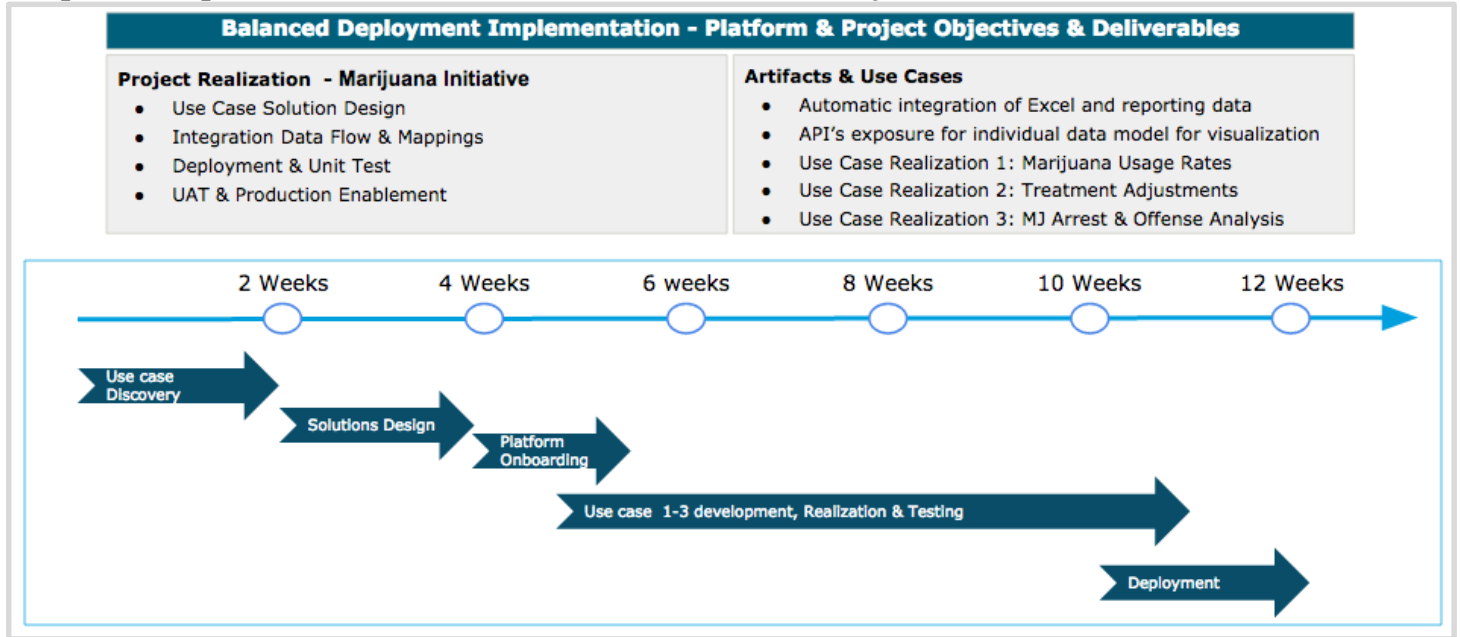 Balanced Deployment Implementation - Platform & Project Objectives & Deliverables
Project Realization - Marijuana Initiative
● Use Case Solution Design
● Integration Data Flow & Mappings
● Deployment & Unit Test
● UAT & Production Enablement
Artifacts & Use Cases
● Automatic integration of Excel and reporting data
● API's exposure for individual data model for visualization
● Use Case Realization 1: Marijuana Usage Rates
● Use Case Realization 2: Treatment Adjustments
● Use Case Realization 3: MJ Arrest & Offense Analysis
2 Weeks
4 Weeks
6 weeks
8 Weeks
10 Weeks
12 Weeks
Use case
Discovery
Solutions Design
Platform
Onboarding
Use case 1-3 development, Realization & Testing
Deployment